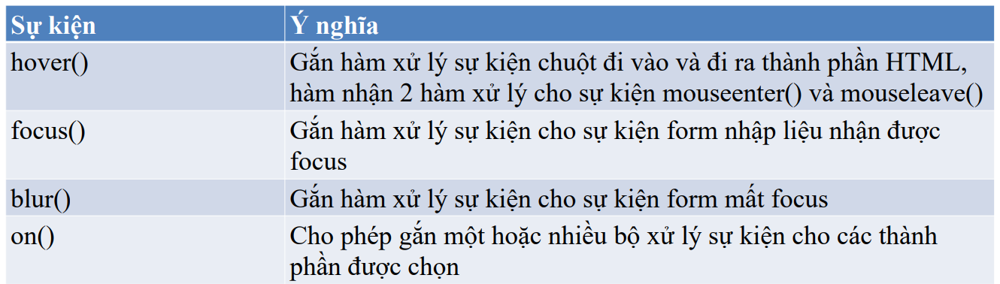 Sự kiện
Ý nghĩa
hover()
Gắn hàm xử lý sự kiện chuột đi vào và đi ra thành phần HTML,
hàm nhận 2 hàm xử lý cho sự kiện mouseenter() và mouseleave()
focus()
Gắn hàm xử lý sự kiện cho sự kiện form nhập liệu nhận được
focus
blur()
Gắn hàm xử lý sự kiện cho sự kiện form mất focus
on()
Cho phép gắn một hoặc nhiều bộ xử lý sự kiện cho các thành
phần được chọn